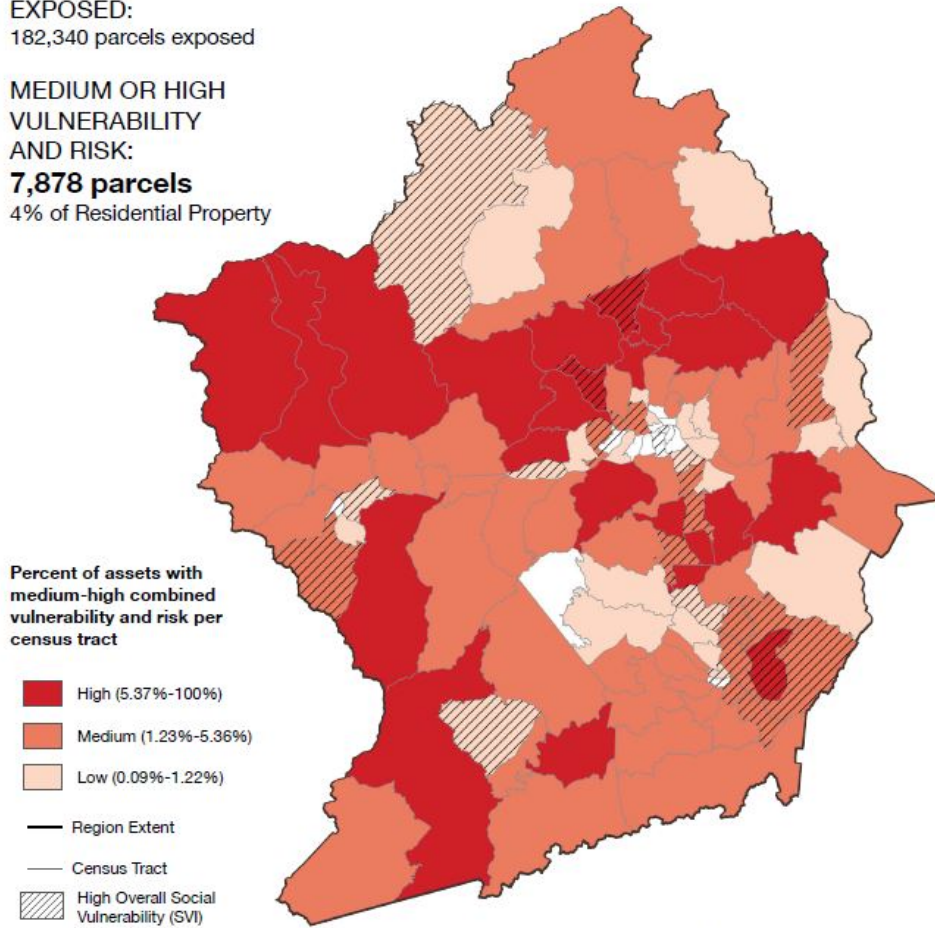 EXPOSED:
182,340 parcels exposed
MEDIUM OR HIGH
VULNERABILITY
AND RISK:
7,878 parcels
4% of Residential Property
Percent of assets with
medium-high combined
vulnerability and risk per
census tract
High (5.37%-100%)
Medium (1.23%-5.36%)
Low (0.09%-1.22%)
Region Extent
Census Tract
High Overall Social
Vulnerability (SVI)